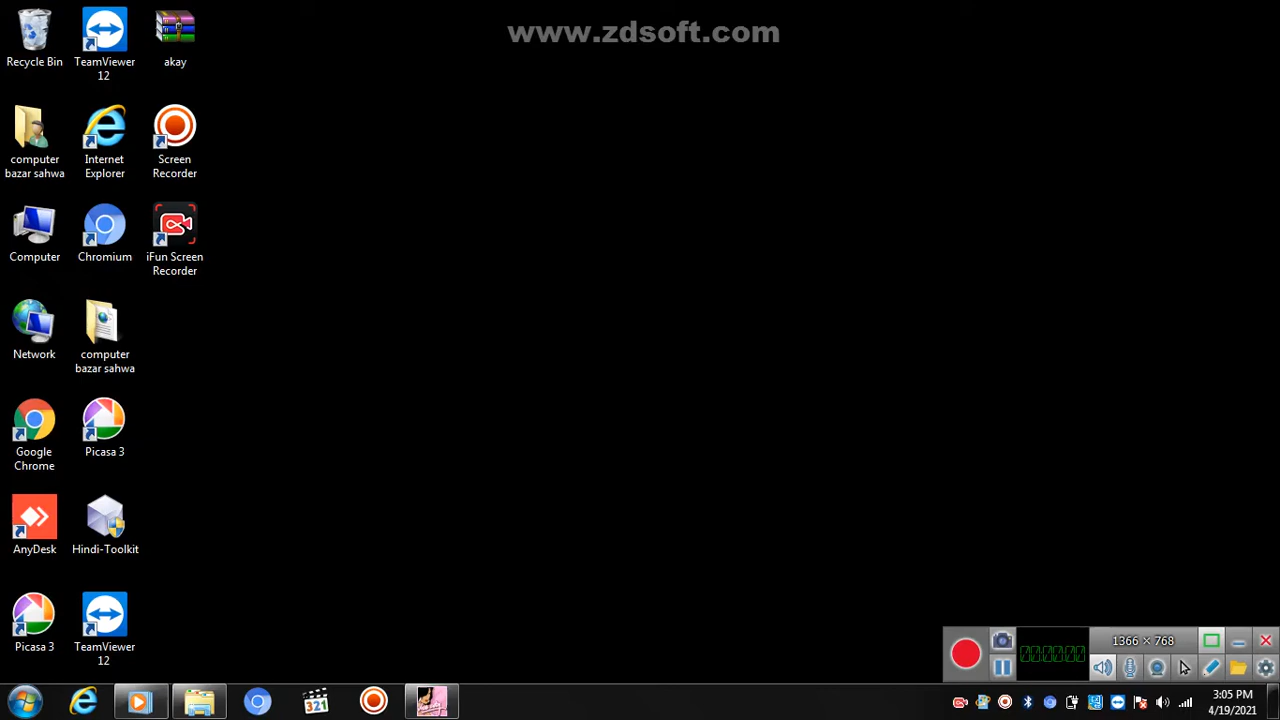 www.zdsoft.com
Recycle Bin
TeamViewer
12
akay
computer
bazar sahwa
Internet
Explorer
Screen
Recorder
Computer
Chromium
iFun Screen
Recorder
Network
computer
bazar sahwa
Google
Chrome
Picasa 3
AnyDesk
Hindi-Toolkit
Picasa 3
TeamViewer
12
1366 × 768
321
3:05 PM
4/19/2021